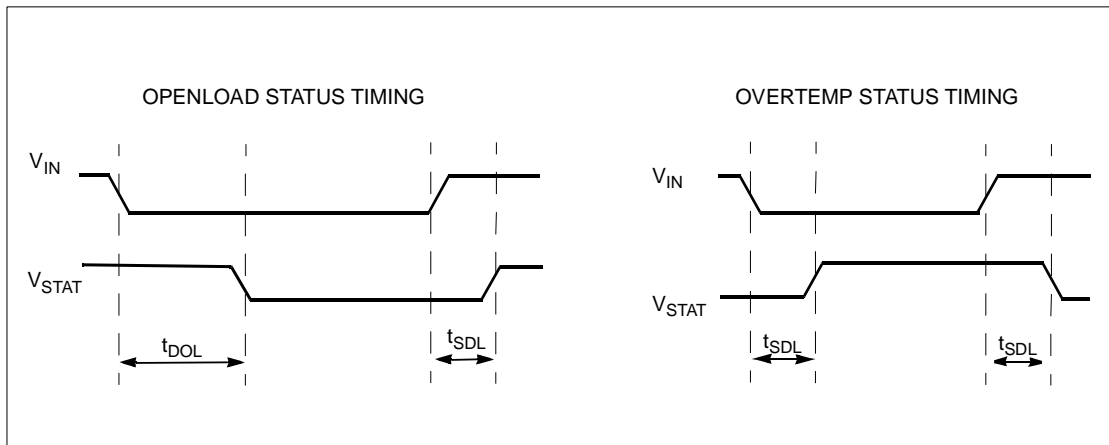 OPENLOAD STATUS TIMING
V_IN
V_STAT
t_DOL
t_SDL
OVERTEMP STATUS TIMING
V_IN
V_STAT
t_SDL
t_SDL